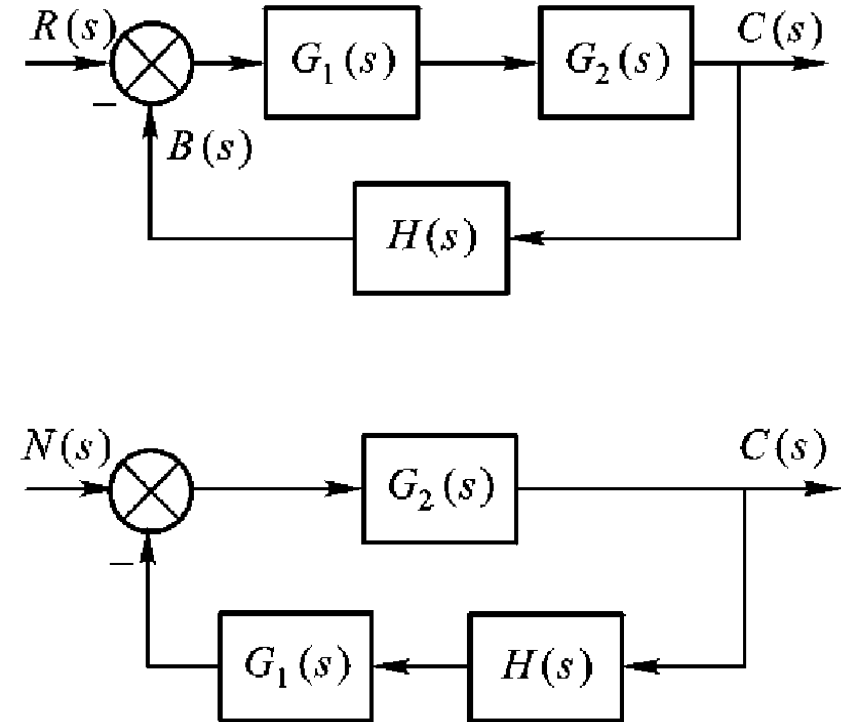 R(s) C(s)
G₁(s) G₂(s)
− B(s)
H(s)
N(s) C(s)
G₂(s)
−
G₁(s) H(s)